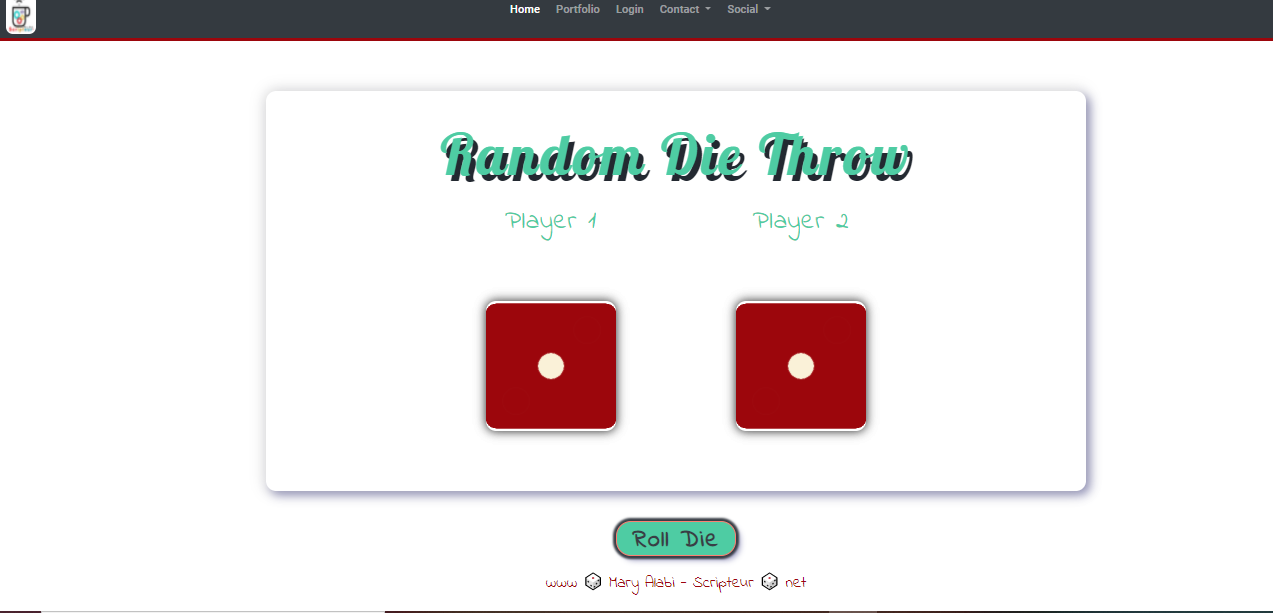 Home Portfolio Login Contact Social
Random Die Throw
Player 1 Player 2
Roll Die
www 🎲 Mary Alabi - Scripteur 🎲 net